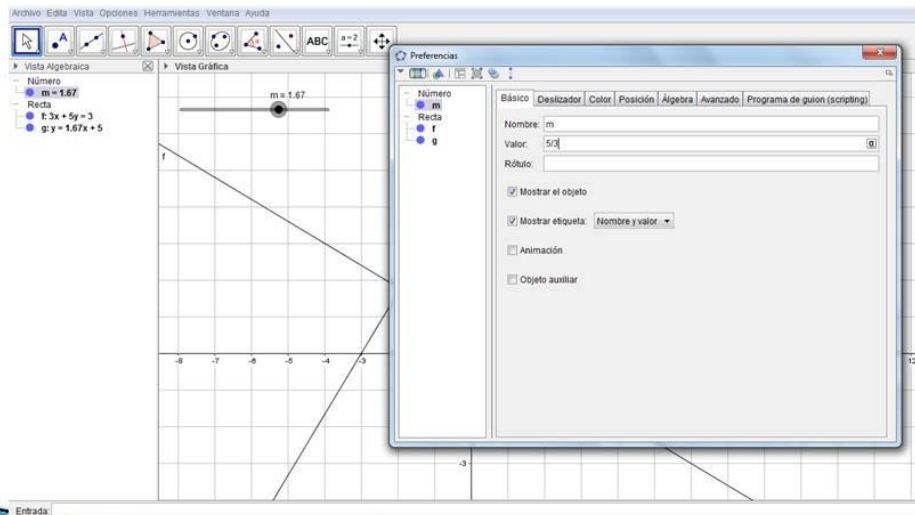 Archivo Edita Vista Opciones Herramientas Ventana Ayuda
ABC
a=2
Vista Algebraica
Número
m = 1.67
Recta
f: 3x + 5y = 3
g: y = 1.67x + 5
Vista Gráfica
m = 1.67
f
-8 -7 -6 -5 -4 -3
-3
12
Preferencias
Número
m
Recta
f
g
Básico Deslizador Color Posición Álgebra Avanzado Programa de guion (scripting)
Nombre: m
Valor: 5/3
α
Rótulo:
Mostrar el objeto
Mostrar etiqueta: Nombre y valor
Animación
Objeto auxiliar
Entrada: